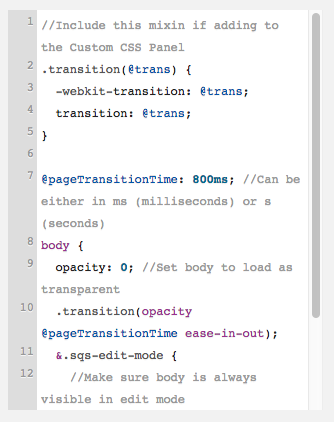 1 //Include this mixin if adding to
the Custom CSS Panel
2 .transition(@trans) {
3 -webkit-transition: @trans;
4 transition: @trans;
5 }
6
7 @pageTransitionTime: 800ms; //Can be
either in ms (milliseconds) or s
(seconds)
8 body {
9 opacity: 0; //Set body to load as
transparent
10 .transition(opacity
@pageTransitionTime ease-in-out);
11 &.sqs-edit-mode {
12 //Make sure body is always
visible in edit mode